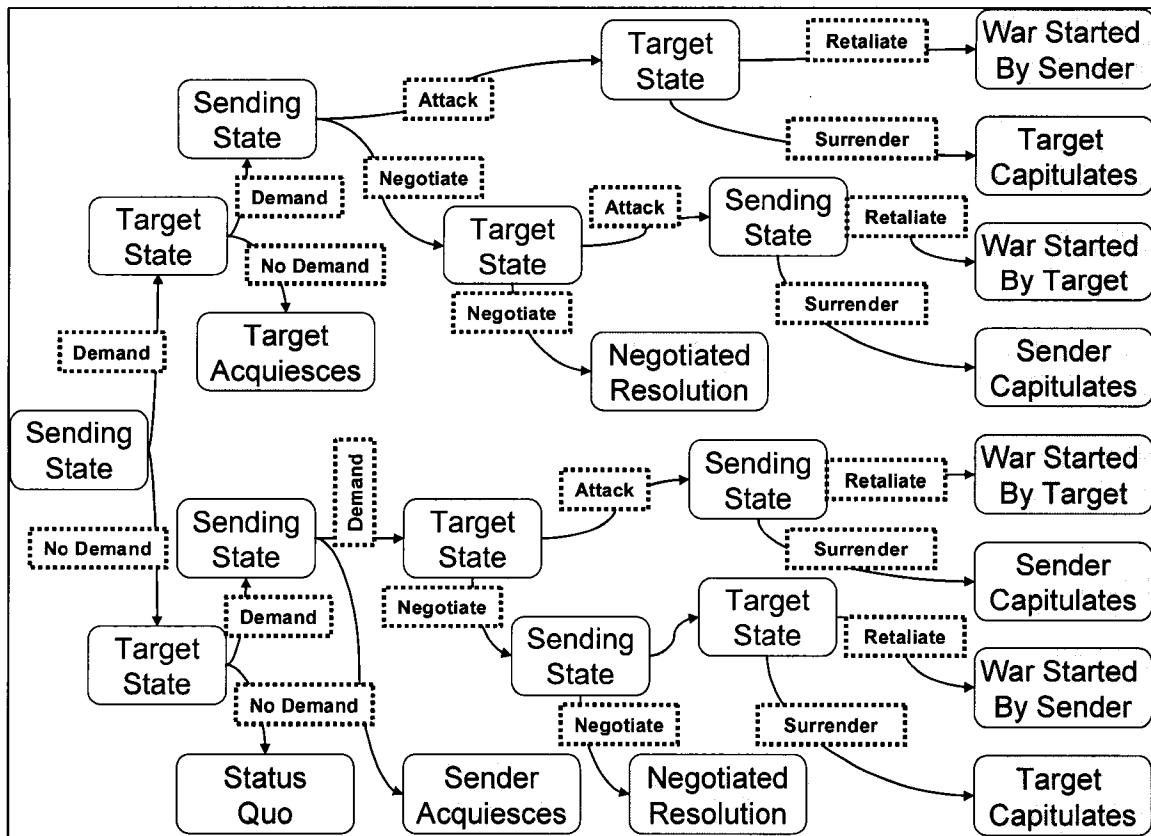 Target
State
Retaliate
War Started
By Sender
Sending
State
Attack
Surrender
Target
Capitulates
Demand
Negotiate
Target
State
No Demand
Target
State
Attack
Sending
State
Retaliate
War Started
By Target
Negotiate
Surrender
Demand
Target
Acquiesces
Negotiated
Resolution
Sender
Capitulates
Sending
State
Demand
Sending
State
Retaliate
War Started
By Target
Attack
No Demand
Sending
State
Target
State
Surrender
Sender
Capitulates
Demand
Negotiate
Target
State
Target
State
Sending
State
Retaliate
War Started
By Sender
No Demand
Negotiate
Surrender
Status
Quo
Sender
Acquiesces
Negotiated
Resolution
Target
Capitulates